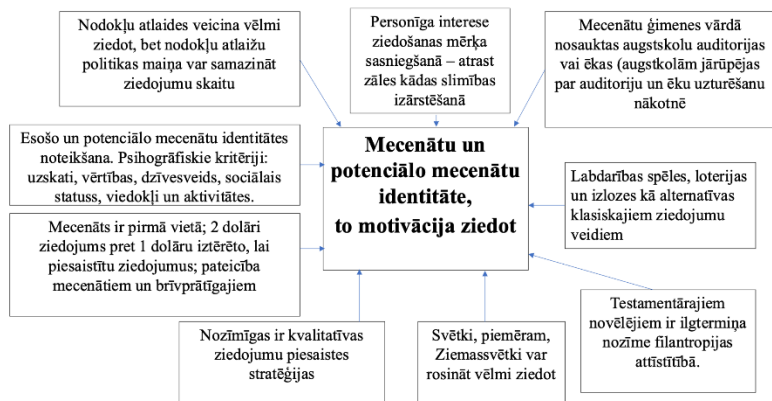 Nodokļu atlaides veicina vēlmi
ziedot, bet nodokļu atlaižu
politikas maiņa var samazināt
ziedojumu skaitu
Personīga interese
ziedošanas mērķa
sasniegšanā – atrast
zāles kādas slimības
izārstēšanā
Mecenātu ģimenes vārdā
nosauktas augstskolu auditorijas
vai ēkas (augstkolām jārūpējas
par auditoriju un ēku uzturēšanu
nākotnē
Esošo un potenciālo mecenātu identitātes
noteikšana. Psihogrāfiskie kritēriji:
uzskati, vērtības, dzīvesveids, sociālais
statuss, viedokļi un aktivitātes.
Mecenātu un
potenciālo mecenātu
identitāte,
to motivācija ziedot
Labdarības spēles, loterijas
un izlozes kā alternatīvas
klasiskajiem ziedojumu
veidiem
Mecenāts ir pirmā vietā; 2 dolāri
ziedojums pret 1 dolāru iztērēto, lai
piesaistītu ziedojumus; pateicība
mecenātiem un brīvprātīgajiem
Nozīmīgas ir kvalitatīvas
ziedojumu piesaistes
stratēģijas
Svētki, piemēram,
Ziemassvētki var
rosināt vēlmi ziedot
Testamentārajiem
novēlējiem ir ilgtermiņa
nozīme filantropijas
attīstībā.